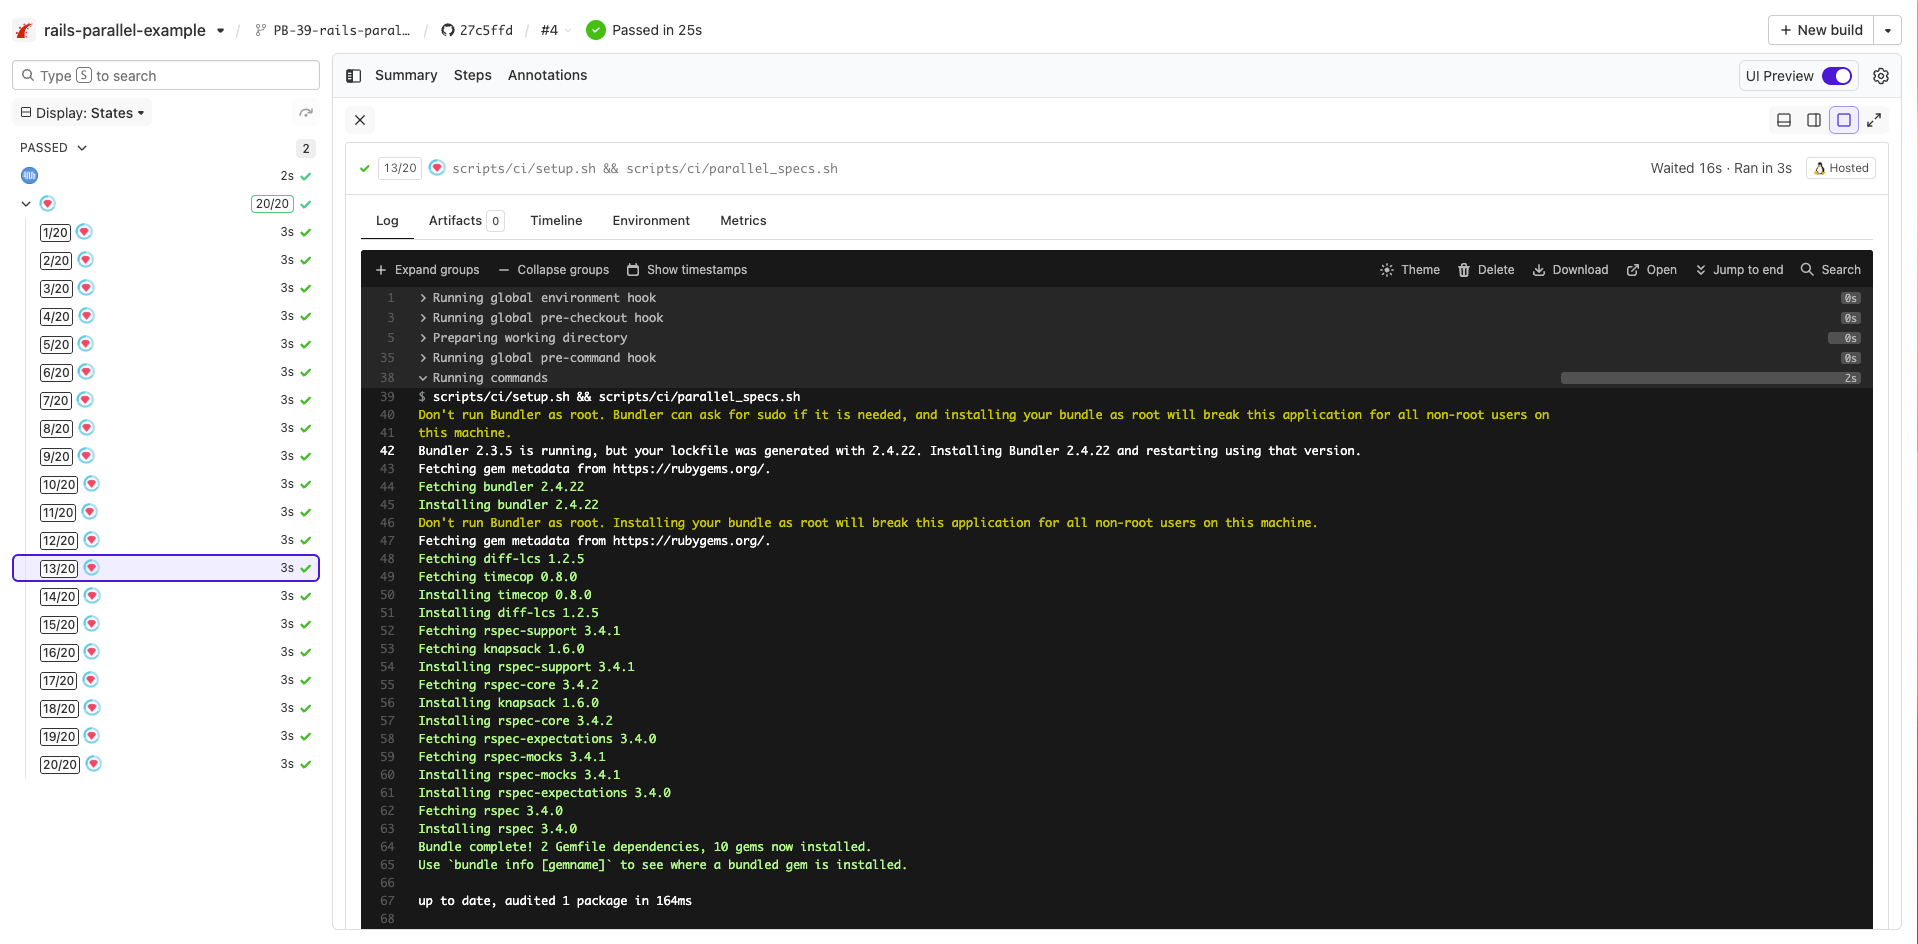 rails-parallel-example / PB-39-rails-paral… / 27c5ffd / #4 Passed in 25s
+ New build
Type S to search
Display: States
PASSED 2
2s
20/20
1/20 3s
2/20 3s
3/20 3s
4/20 3s
5/20 3s
6/20 3s
7/20 3s
8/20 3s
9/20 3s
10/20 3s
11/20 3s
12/20 3s
13/20 3s
14/20 3s
15/20 3s
16/20 3s
17/20 3s
18/20 3s
19/20 3s
20/20 3s
Summary Steps Annotations
UI Preview
13/20 scripts/ci/setup.sh && scripts/ci/parallel_specs.sh
Waited 16s · Ran in 3s Hosted
Log Artifacts 0 Timeline Environment Metrics
Expand groups Collapse groups Show timestamps Theme Delete Download Open Jump to end Search
1 Running global environment hook 0s
3 Running global pre-checkout hook 0s
5 Preparing working directory 0s
35 Running global pre-command hook 0s
38 Running commands 2s
39 $ scripts/ci/setup.sh && scripts/ci/parallel_specs.sh
40 Don't run Bundler as root. Bundler can ask for sudo if it is needed, and installing your bundle as root will break this application for all non-root users on
41 this machine.
42 Bundler 2.3.5 is running, but your lockfile was generated with 2.4.22. Installing Bundler 2.4.22 and restarting using that version.
43 Fetching gem metadata from https://rubygems.org/.
44 Fetching bundler 2.4.22
45 Installing bundler 2.4.22
46 Don't run Bundler as root. Installing your bundle as root will break this application for all non-root users on this machine.
47 Fetching gem metadata from https://rubygems.org/.
48 Fetching diff-lcs 1.2.5
49 Fetching timecop 0.8.0
50 Installing timecop 0.8.0
51 Installing diff-lcs 1.2.5
52 Fetching rspec-support 3.4.1
53 Fetching knapsack 1.6.0
54 Installing rspec-support 3.4.1
55 Fetching rspec-core 3.4.2
56 Installing knapsack 1.6.0
57 Installing rspec-core 3.4.2
58 Fetching rspec-expectations 3.4.0
59 Fetching rspec-mocks 3.4.1
60 Installing rspec-mocks 3.4.1
61 Installing rspec-expectations 3.4.0
62 Fetching rspec 3.4.0
63 Installing rspec 3.4.0
64 Bundle complete! 2 Gemfile dependencies, 10 gems now installed.
65 Use `bundle info [gemname]` to see where a bundled gem is installed.
66
67 up to date, audited 1 package in 164ms
68